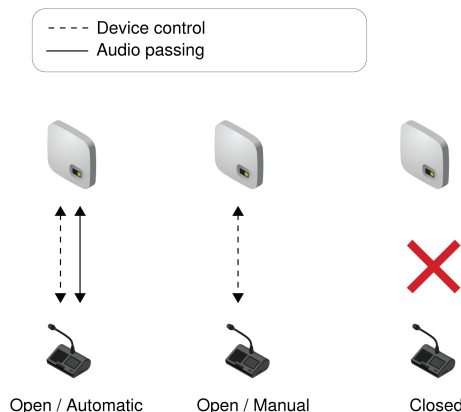 Device control
Audio passing
Open / Automatic
Open / Manual
Closed